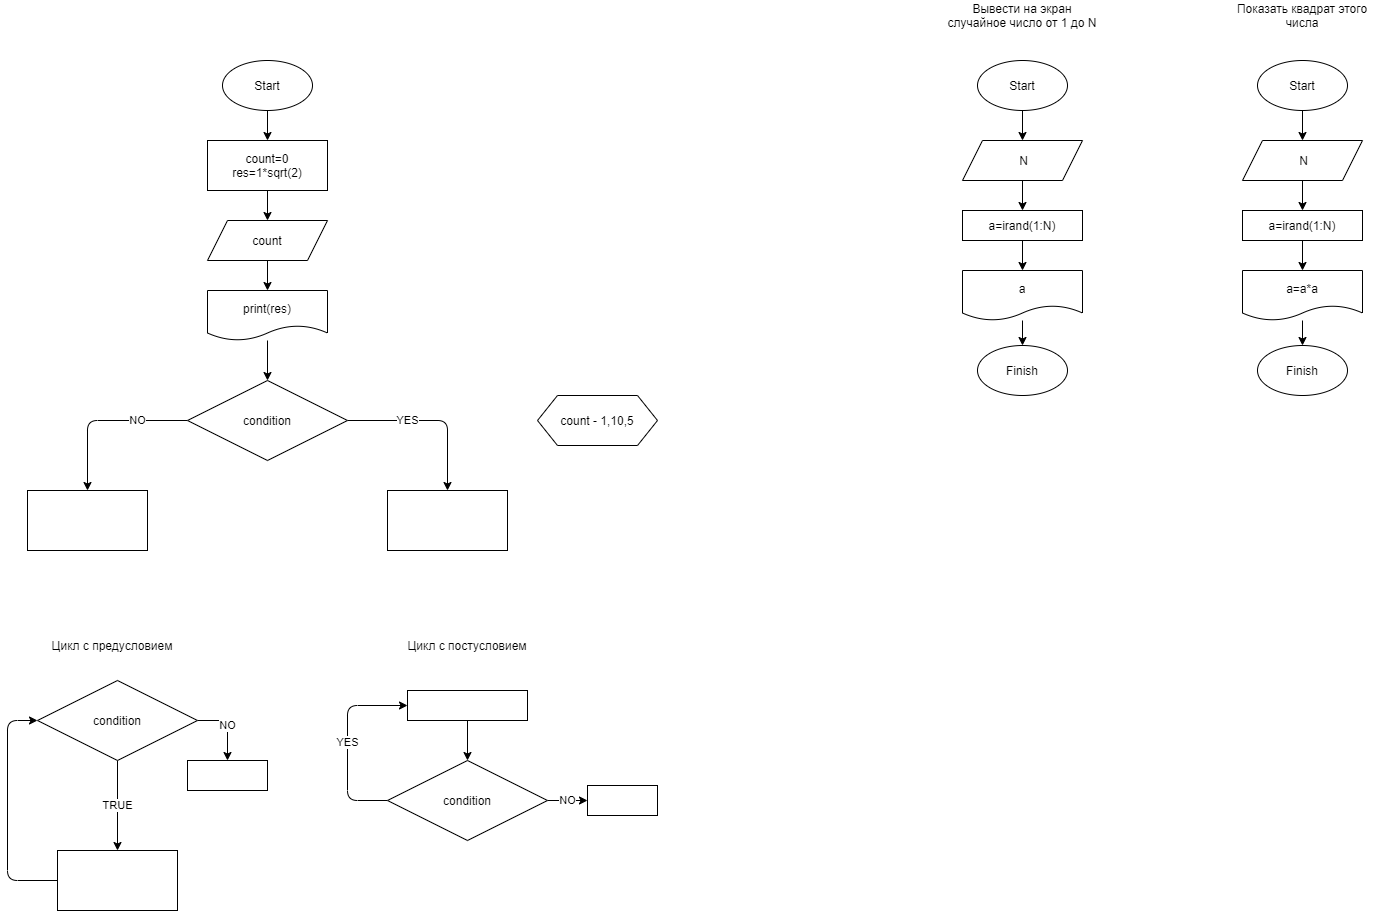 Вывести на экран
случайное число от 1 до N
Показать квадрат этого
числа
Start
count=0
res=1*sqrt(2)
count
print(res)
condition
NO
YES
count - 1,10,5
Start
N
a=irand(1:N)
a
Finish
Start
N
a=irand(1:N)
a=a*a
Finish
Цикл с предусловием
condition
NO
TRUE
Цикл с постусловием
YES
condition
NO